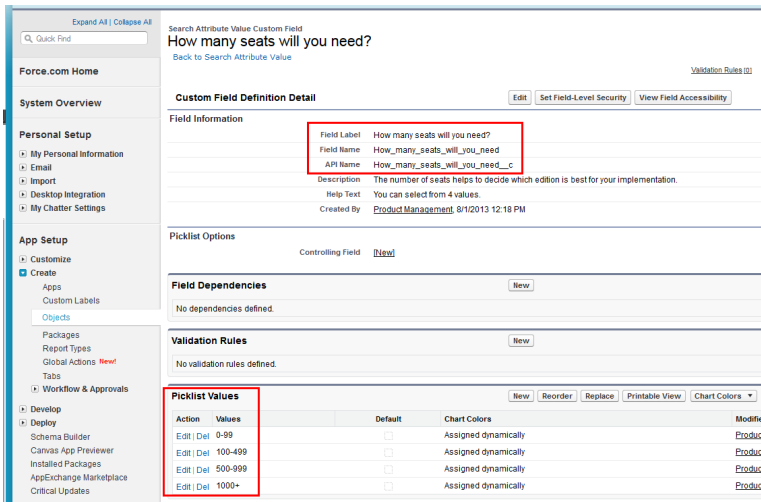 Expand All | Collapse All
Quick Find
Force.com Home
System Overview
Personal Setup
My Personal Information
Email
Import
Desktop Integration
My Chatter Settings
App Setup
Customize
Create
Apps
Custom Labels
Objects
Packages
Report Types
Global Actions New!
Tabs
Workflow & Approvals
Develop
Deploy
Schema Builder
Canvas App Previewer
Installed Packages
AppExchange Marketplace
Critical Updates
Search Attribute Value Custom Field
How many seats will you need?
Back to Search Attribute Value
Validation Rules [0]
Custom Field Definition Detail Edit Set Field-Level Security View Field Accessibility
Field Information
Field Label How many seats will you need?
Field Name How_many_seats_will_you_need
API Name How_many_seats_will_you_need__c
Description The number of seats helps to decide which edition is best for your implementation.
Help Text You can select from 4 values.
Created By Product Management, 8/1/2013 12:18 PM
Picklist Options
Controlling Field [New]
Field Dependencies New
No dependencies defined.
Validation Rules New
No validation rules defined.
Picklist Values New Reorder Replace Printable View Chart Colors
Action Values Default Chart Colors Modifie
Edit | Del 0-99 Assigned dynamically Produc
Edit | Del 100-499 Assigned dynamically Produc
Edit | Del 500-999 Assigned dynamically Produc
Edit | Del 1000+ Assigned dynamically Produc